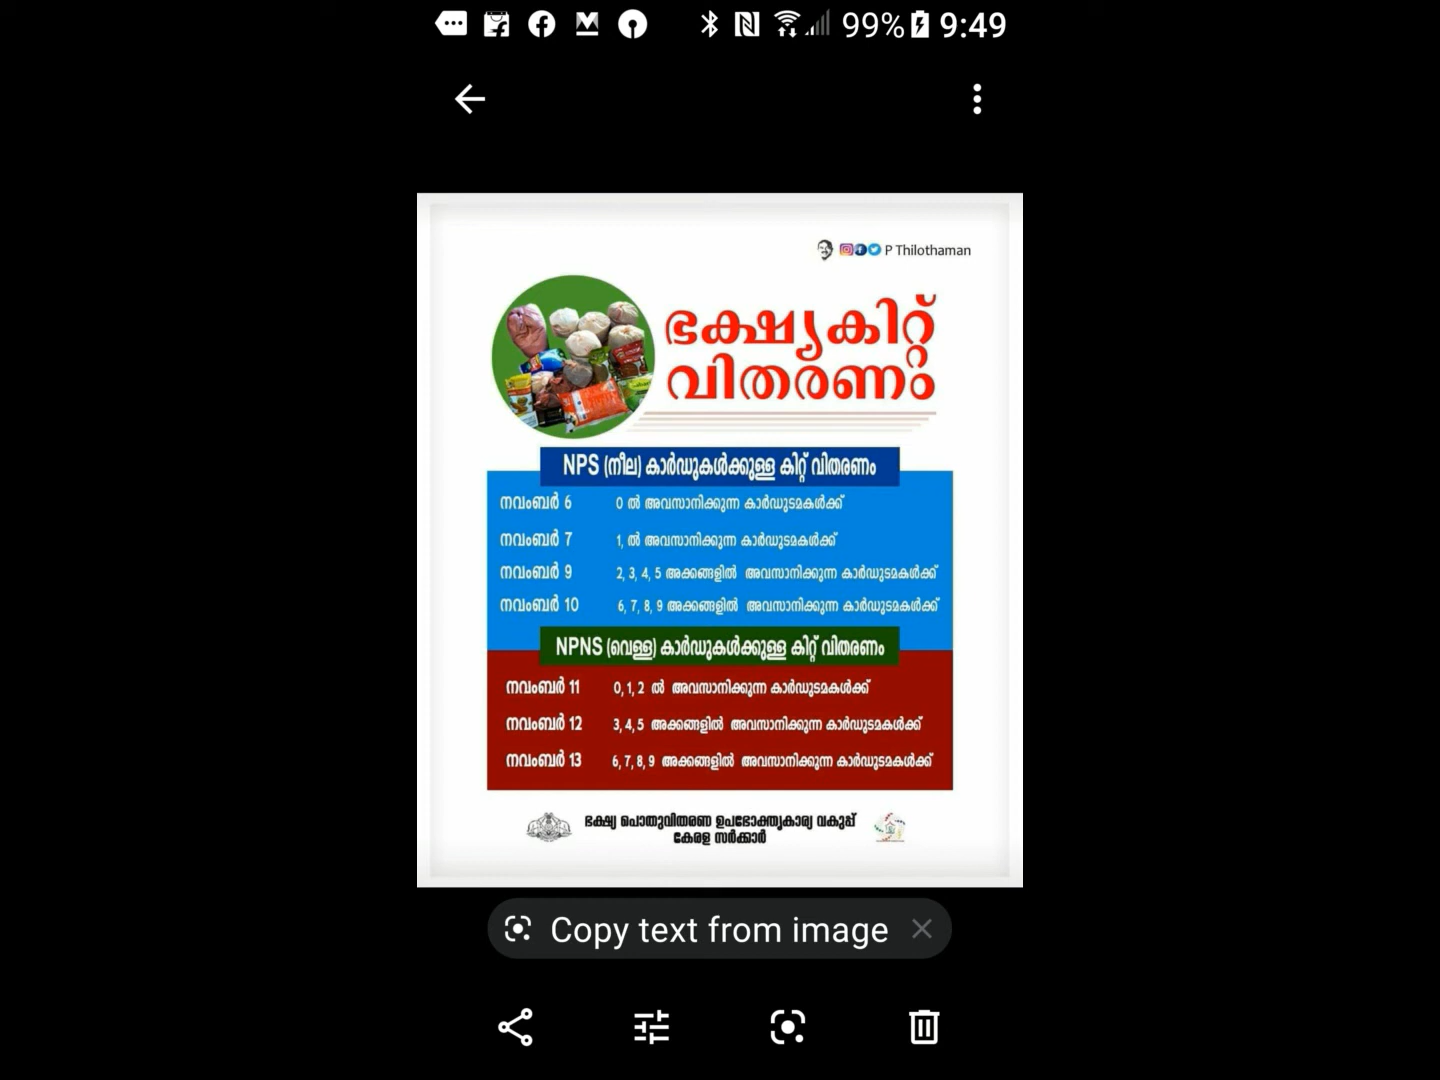 99% 9:49
P Thilothaman
ഭക്ഷ്യകിറ്റ്
വിതരണം
NPS (നീല) കാർഡുകൾക്കുള്ള കിറ്റ് വിതരണം
നവംബർ 6 0 ൽ അവസാനിക്കുന്ന കാർഡുടമകൾക്ക്
നവംബർ 7 1, ൽ അവസാനിക്കുന്ന കാർഡുടമകൾക്ക്
നവംബർ 9 2, 3, 4, 5 അക്കങ്ങളിൽ അവസാനിക്കുന്ന കാർഡുടമകൾക്ക്
നവംബർ 10 6, 7, 8, 9 അക്കങ്ങളിൽ അവസാനിക്കുന്ന കാർഡുടമകൾക്ക്
NPNS (വെള്ള) കാർഡുകൾക്കുള്ള കിറ്റ് വിതരണം
നവംബർ 11 0, 1, 2 ൽ അവസാനിക്കുന്ന കാർഡുടമകൾക്ക്
നവംബർ 12 3, 4, 5 അക്കങ്ങളിൽ അവസാനിക്കുന്ന കാർഡുടമകൾക്ക്
നവംബർ 13 6, 7, 8, 9 അക്കങ്ങളിൽ അവസാനിക്കുന്ന കാർഡുടമകൾക്ക്
ഭക്ഷ്യ പൊതുവിതരണ ഉപഭോക്തൃകാര്യ വകുപ്പ്
കേരള സർക്കാർ
Copy text from image